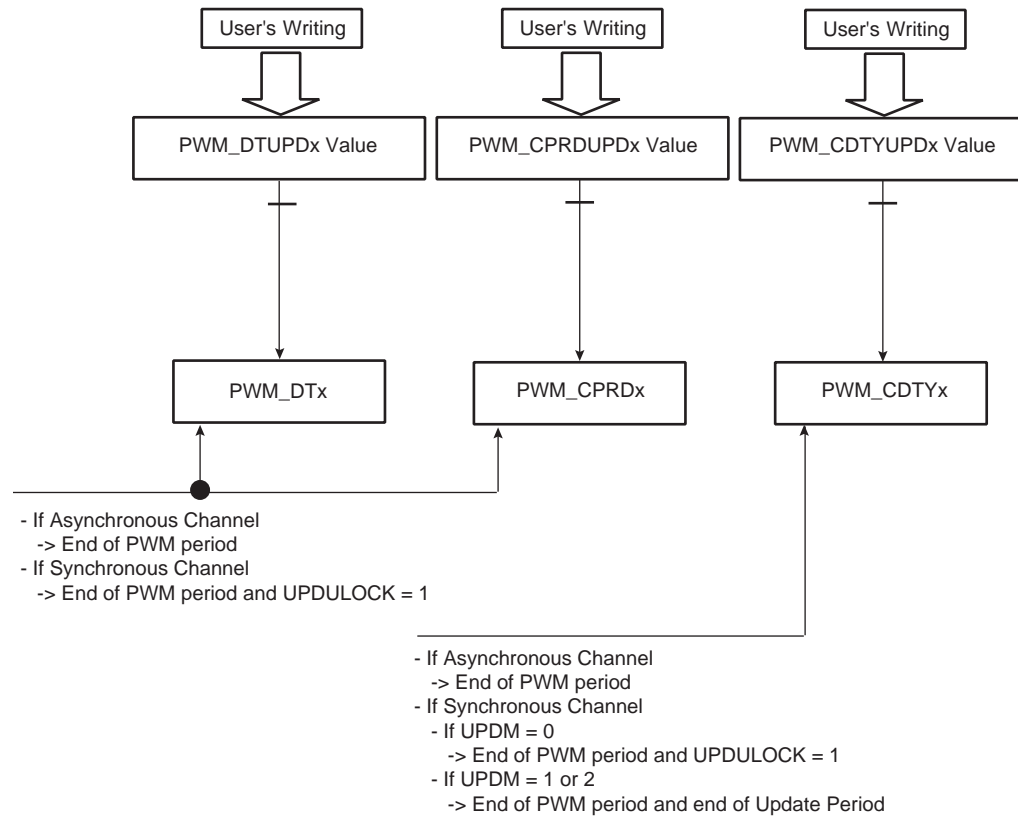 User's Writing
User's Writing
User's Writing
PWM_DTUPDx Value
PWM_CPRDUPDx Value
PWM_CDTYUPDx Value
PWM_DTx
PWM_CPRDx
PWM_CDTYx
- If Asynchronous Channel
-> End of PWM period
- If Synchronous Channel
-> End of PWM period and UPDULOCK = 1
- If Asynchronous Channel
-> End of PWM period
- If Synchronous Channel
- If UPDM = 0
-> End of PWM period and UPDULOCK = 1
- If UPDM = 1 or 2
-> End of PWM period and end of Update Period